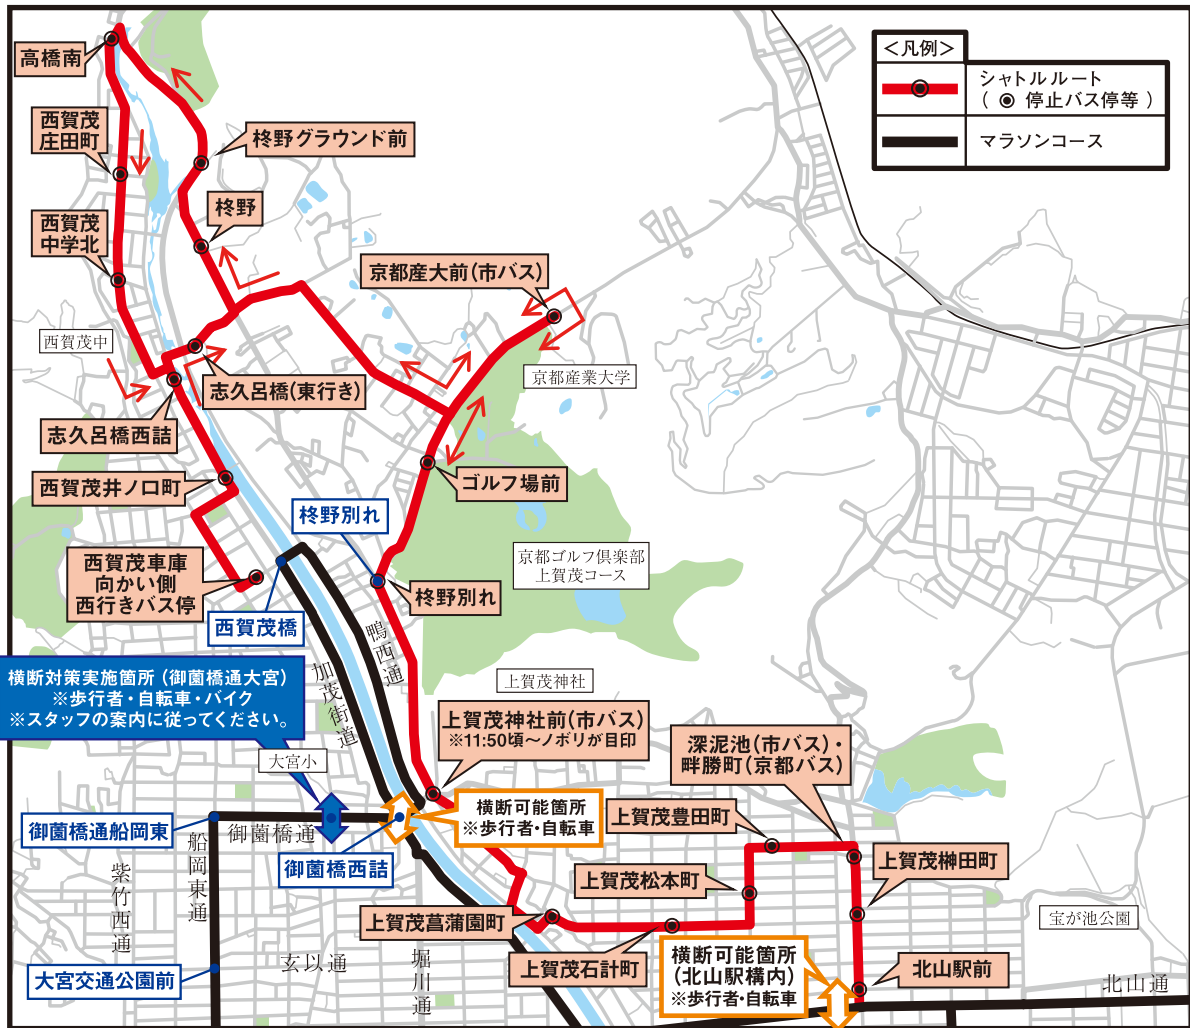 ＜凡例＞
シャトルルート
（ ◉ 停止バス停等 ）
マラソンコース
高橋南
西賀茂
庄田町
柊野グラウンド前
西賀茂
中学北
柊野
京都産大前(市バス)
西賀茂中
志久呂橋(東行き)
京都産業大学
志久呂橋西詰
西賀茂井ノ口町
ゴルフ場前
柊野別れ
京都ゴルフ倶楽部
上賀茂コース
西賀茂車庫
向かい側
西行きバス停
柊野別れ
西賀茂橋
鴨西通
加茂街道
横断対策実施箇所（御薗橋通大宮）
※歩行者・自転車・バイク
※スタッフの案内に従ってください。
上賀茂神社
上賀茂神社前(市バス)
※11:50頃〜ノボリが目印
深泥池(市バス)・
畔勝町(京都バス)
大宮小
横断可能箇所
※歩行者・自転車
上賀茂豊田町
御薗橋通船岡東
御薗橋通
御薗橋西詰
船岡東通
紫竹西通
上賀茂榊田町
上賀茂松本町
上賀茂菖蒲園町
宝が池公園
上賀茂石計町
横断可能箇所
(北山駅構内)
※歩行者・自転車
北山駅前
北山通
大宮交通公園前
玄以通
堀川通